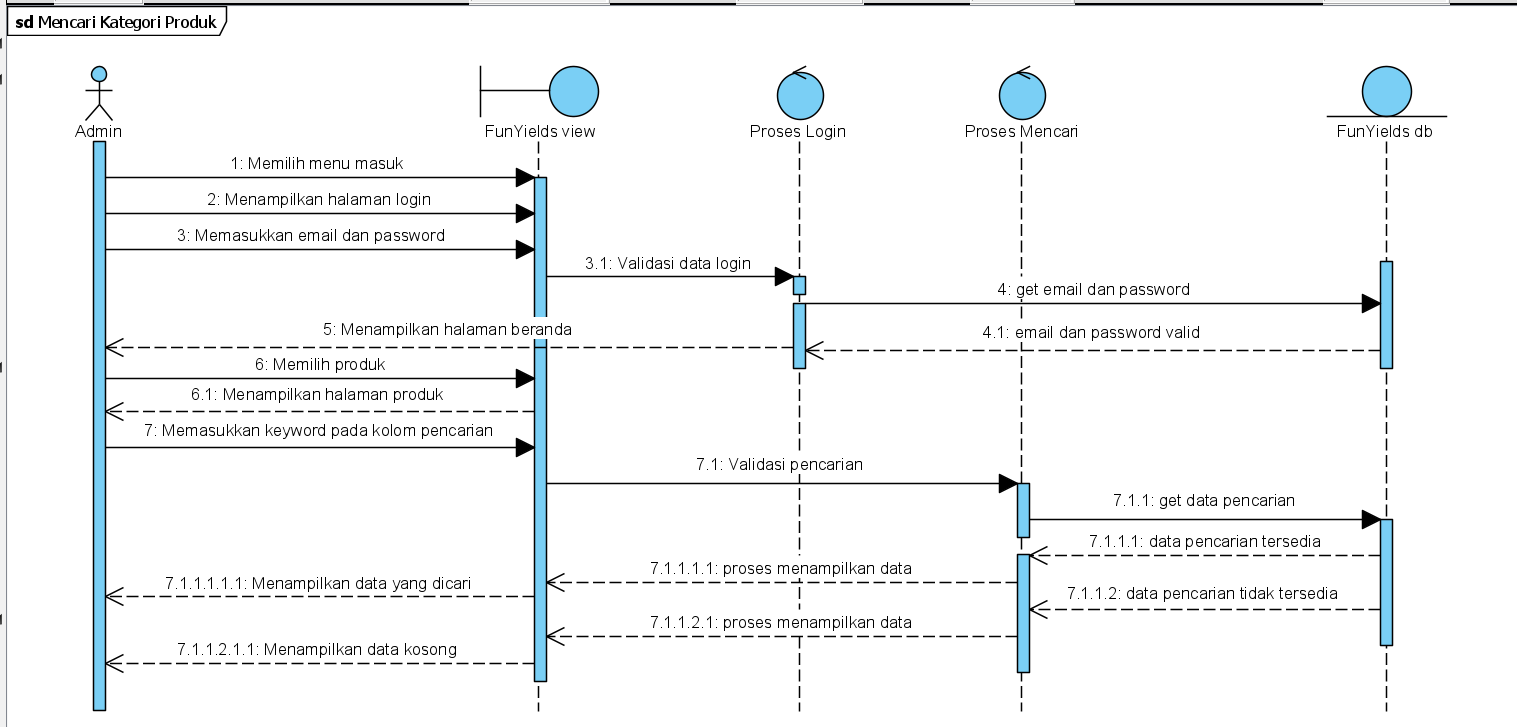 sd Mencari Kategori Produk
Admin
FunYields view
Proses Login
Proses Mencari
FunYields db
1: Memilih menu masuk
2: Menampilkan halaman login
3: Memasukkan email dan password
3.1: Validasi data login
4: get email dan password
5: Menampilkan halaman beranda
4.1: email dan password valid
6: Memilih produk
6.1: Menampilkan halaman produk
7: Memasukkan keyword pada kolom pencarian
7.1: Validasi pencarian
7.1.1: get data pencarian
7.1.1.1: data pencarian tersedia
7.1.1.1.1: proses menampilkan data
7.1.1.1.1.1: Menampilkan data yang dicari
7.1.1.2: data pencarian tidak tersedia
7.1.1.2.1: proses menampilkan data
7.1.1.2.1.1: Menampilkan data kosong